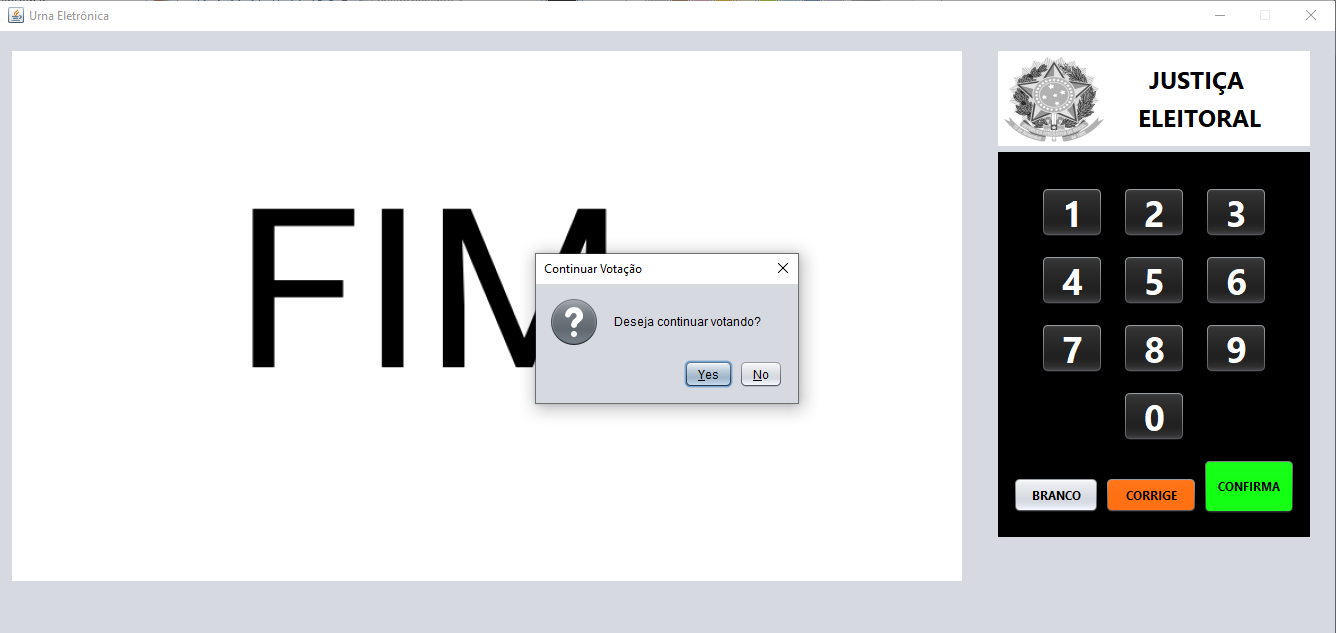 Urna Eletrônica
FIM
Continuar Votação
?
Deseja continuar votando?
Yes No
JUSTIÇA
ELEITORAL
1 2 3
4 5 6
7 8 9
0
BRANCO CORRIGE CONFIRMA